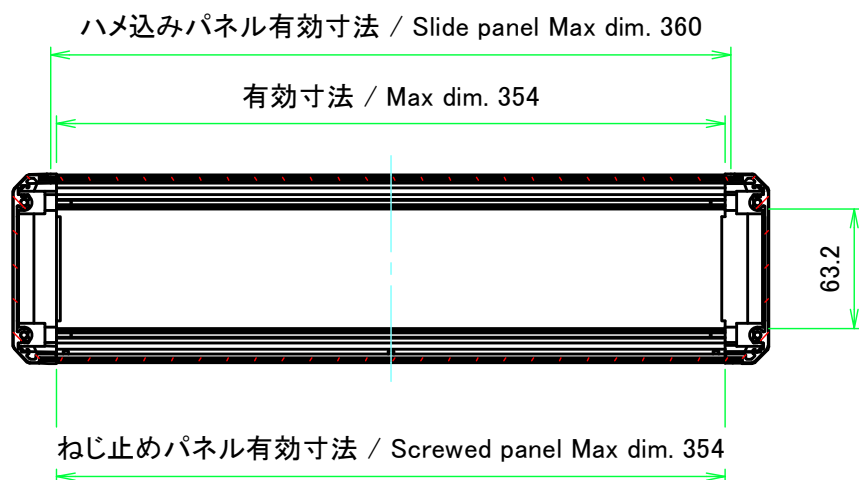 ハメ込みパネル有効寸法 / Slide panel Max dim. 360
有効寸法 / Max dim. 354
63.2
ねじ止めパネル有効寸法 / Screwed panel Max dim. 354